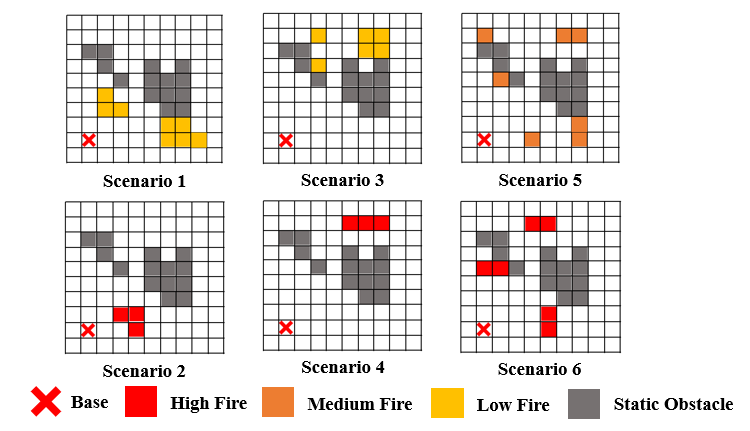 Scenario 1
Scenario 3
Scenario 5
Scenario 2
Scenario 4
Scenario 6
Base
High Fire
Medium Fire
Low Fire
Static Obstacle